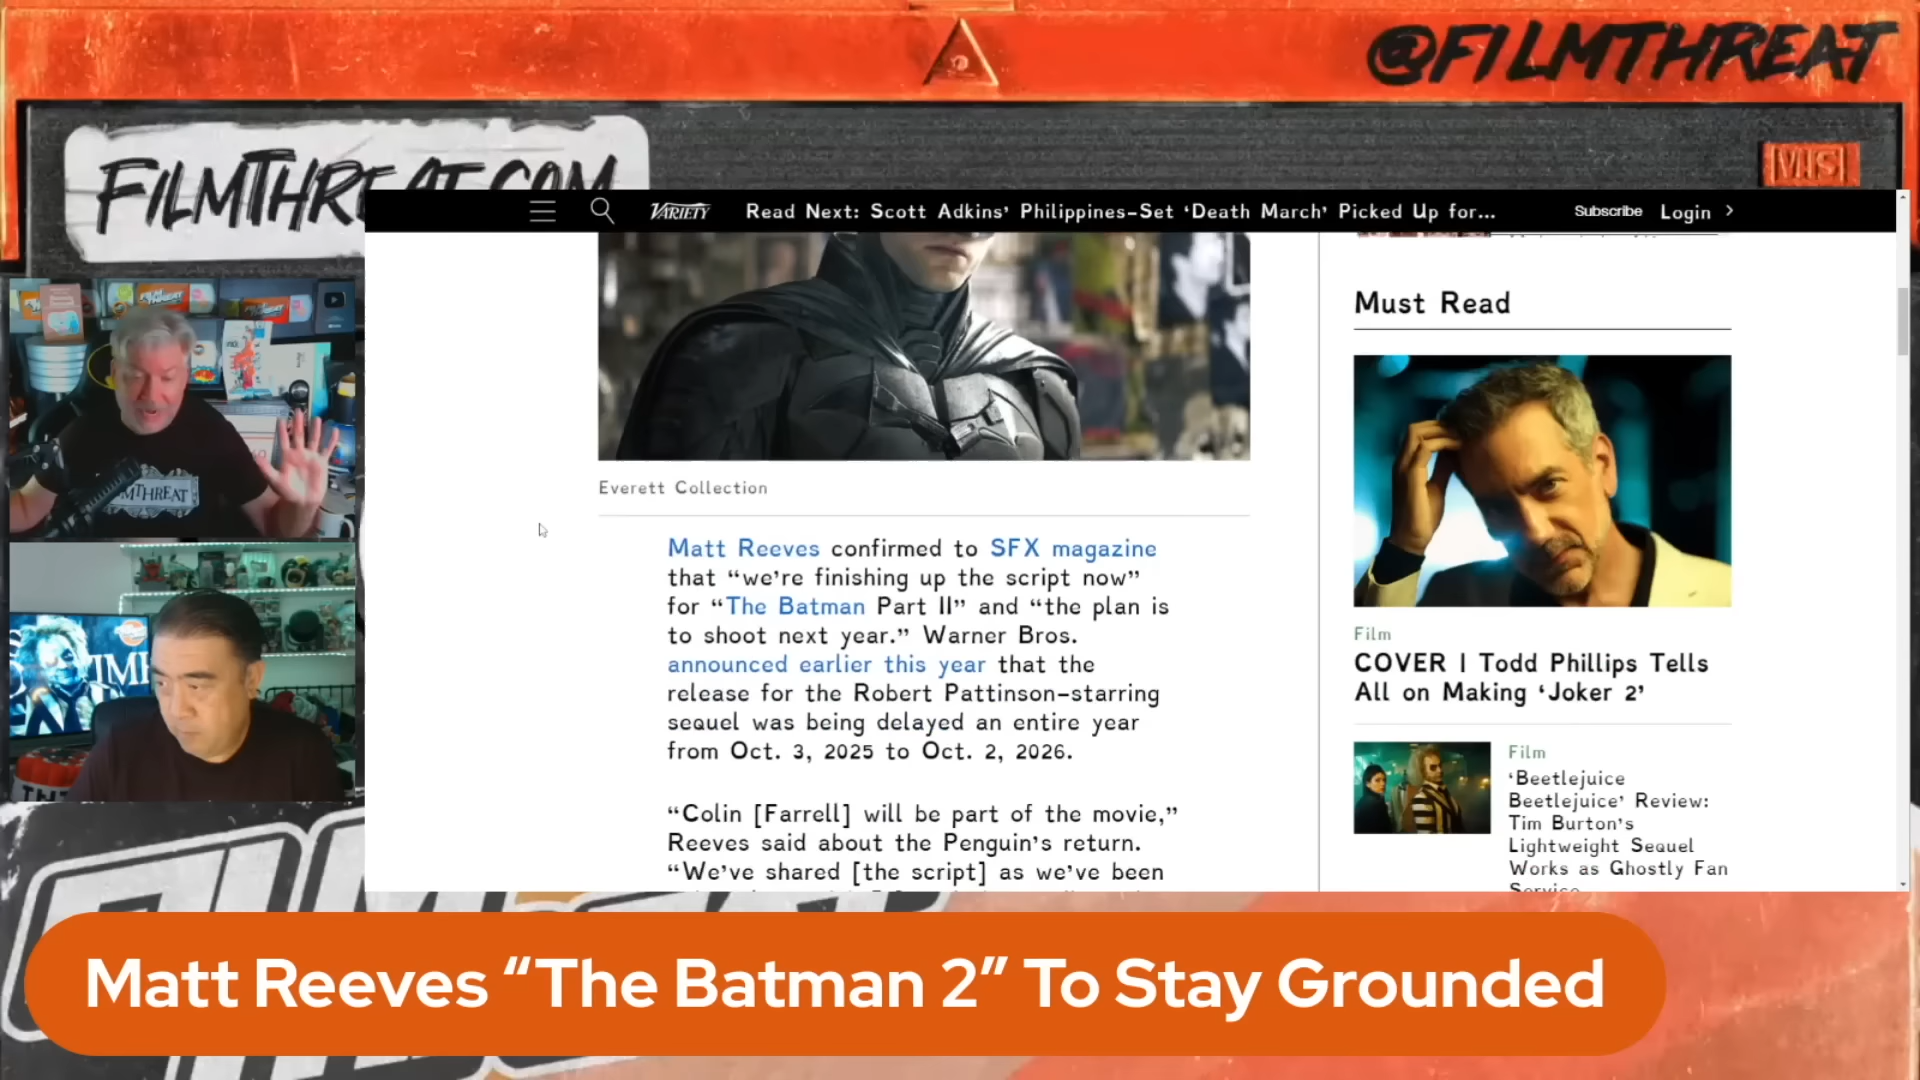 @FILMTHREAT
FILMTHREAT.COM
VHS
VARIETY
Read Next: Scott Adkins’ Philippines-Set ‘Death March’ Picked Up for...
Subscribe
Login
Everett Collection
Matt Reeves confirmed to SFX magazine
that “we’re finishing up the script now”
for “The Batman Part II” and “the plan is
to shoot next year.” Warner Bros.
announced earlier this year that the
release for the Robert Pattinson-starring
sequel was being delayed an entire year
from Oct. 3, 2025 to Oct. 2, 2026.
“Colin [Farrell] will be part of the movie,”
Reeves said about the Penguin’s return.
“We’ve shared [the script] as we’ve been
Must Read
Film
COVER | Todd Phillips Tells
All on Making ‘Joker 2’
Film
‘Beetlejuice
Beetlejuice’ Review:
Tim Burton’s
Lightweight Sequel
Works as Ghostly Fan
Service
Matt Reeves “The Batman 2” To Stay Grounded